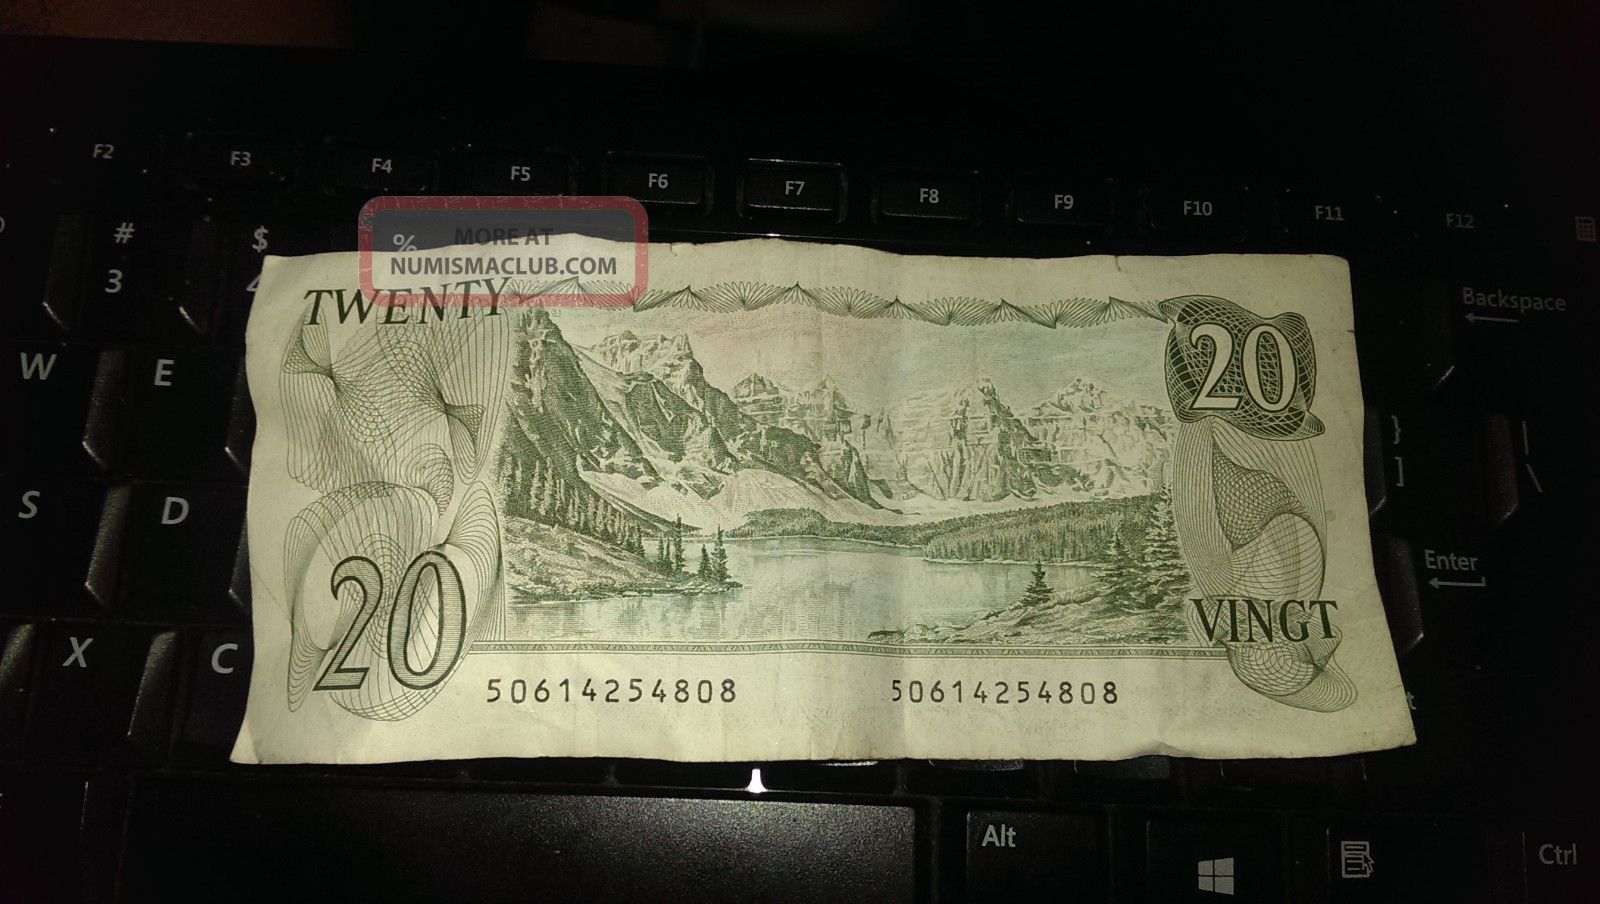 F2 F3 F4 F5 F6 F7 F8 F9 F10 F11 F12
# $ %
3
MORE AT
NUMISMACLUB.COM
TWENTY
20
Backspace
W E
} |
] \
S D
Enter
20
VINGT
X C
50614254808 50614254808
Alt
Ctrl